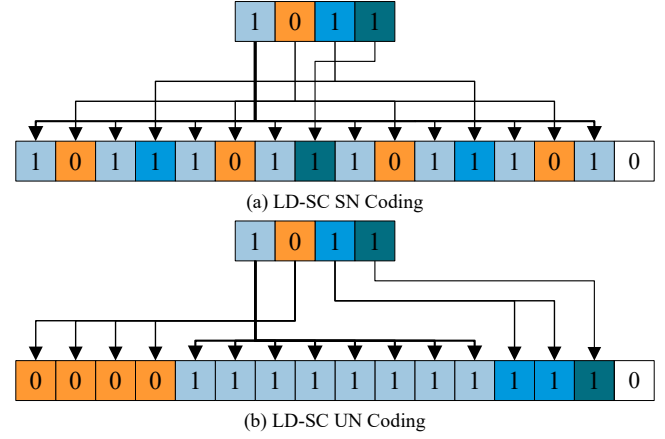 1 0 1 1
1 0 1 1 1 0 1 1 1 0 1 1 1 0 1 0
(a) LD-SC SN Coding
1 0 1 1
0 0 0 0 1 1 1 1 1 1 1 1 1 1 1 0
(b) LD-SC UN Coding